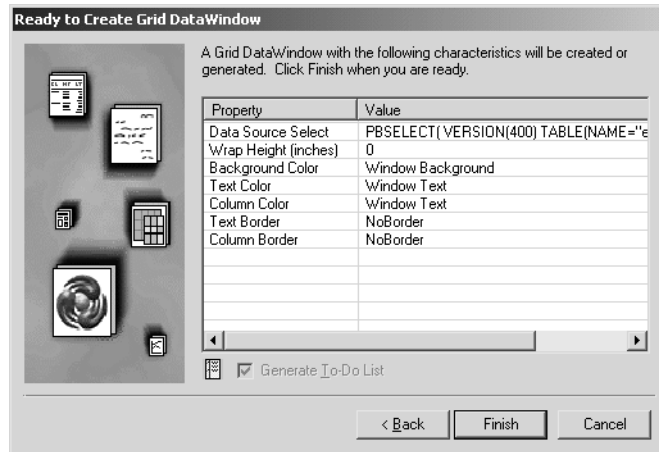 Ready to Create Grid DataWindow
A Grid DataWindow with the following characteristics will be created or
generated. Click Finish when you are ready.
Property Value
Data Source Select PBSELECT( VERSION(400) TABLE(NAME="e
Wrap Height (inches) 0
Background Color Window Background
Text Color Window Text
Column Color Window Text
Text Border NoBorder
Column Border NoBorder
Generate To-Do List
< Back Finish Cancel